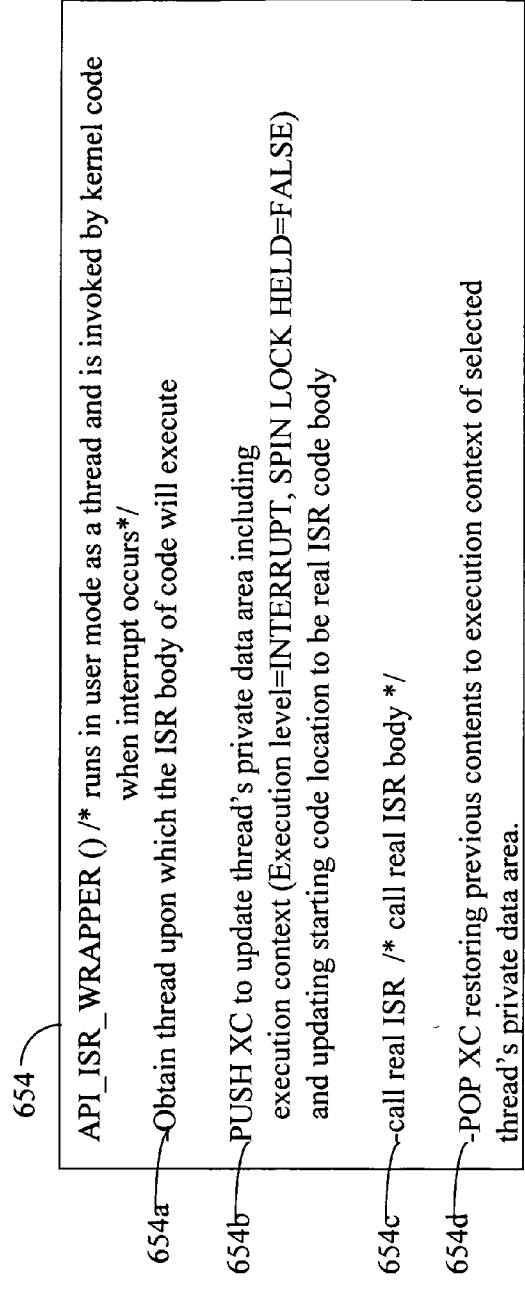 654
API_ISR_WRAPPER () /* runs in user mode as a thread and is invoked by kernel code
when interrupt occurs*/
654a -Obtain thread upon which the ISR body of code will execute
654b -PUSH XC to update thread's private data area including
execution context (Execution level=INTERRUPT, SPIN LOCK HELD=FALSE)
and updating starting code location to be real ISR code body
654c -call real ISR /* call real ISR body */
654d -POP XC restoring previous contents to execution context of selected
thread's private data area.